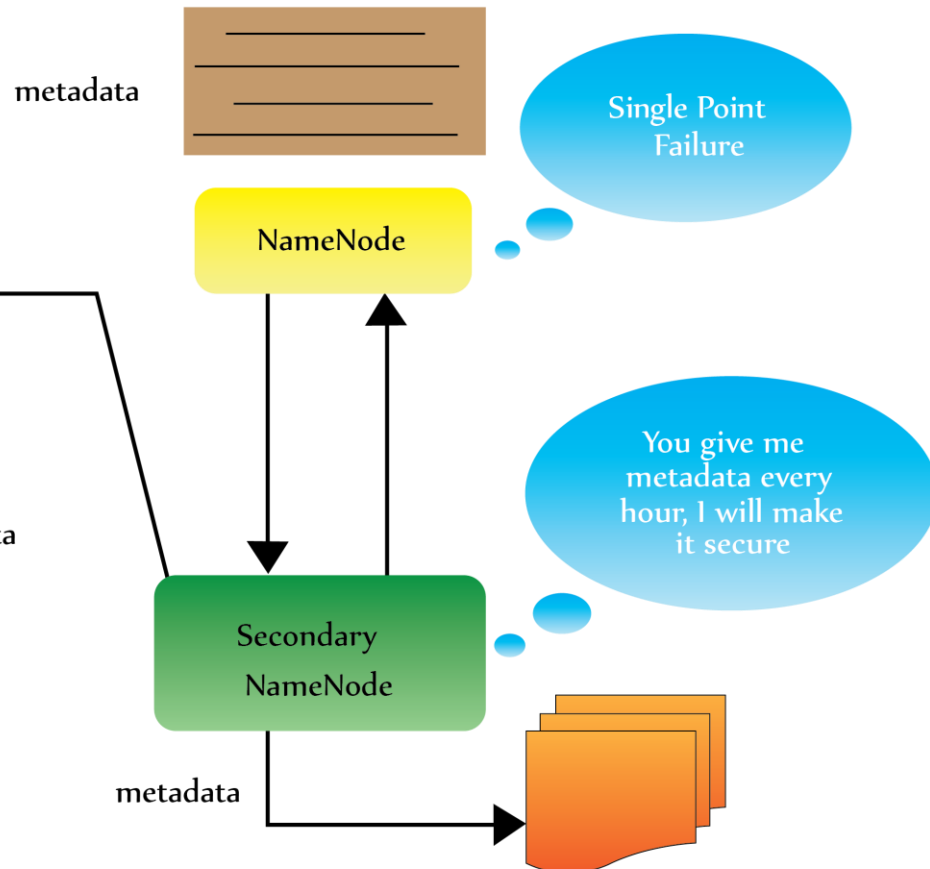 metadata
Single Point
Failure
NameNode
You give me
metadata every
hour, I will make
it secure
Secondary
NameNode
metadata